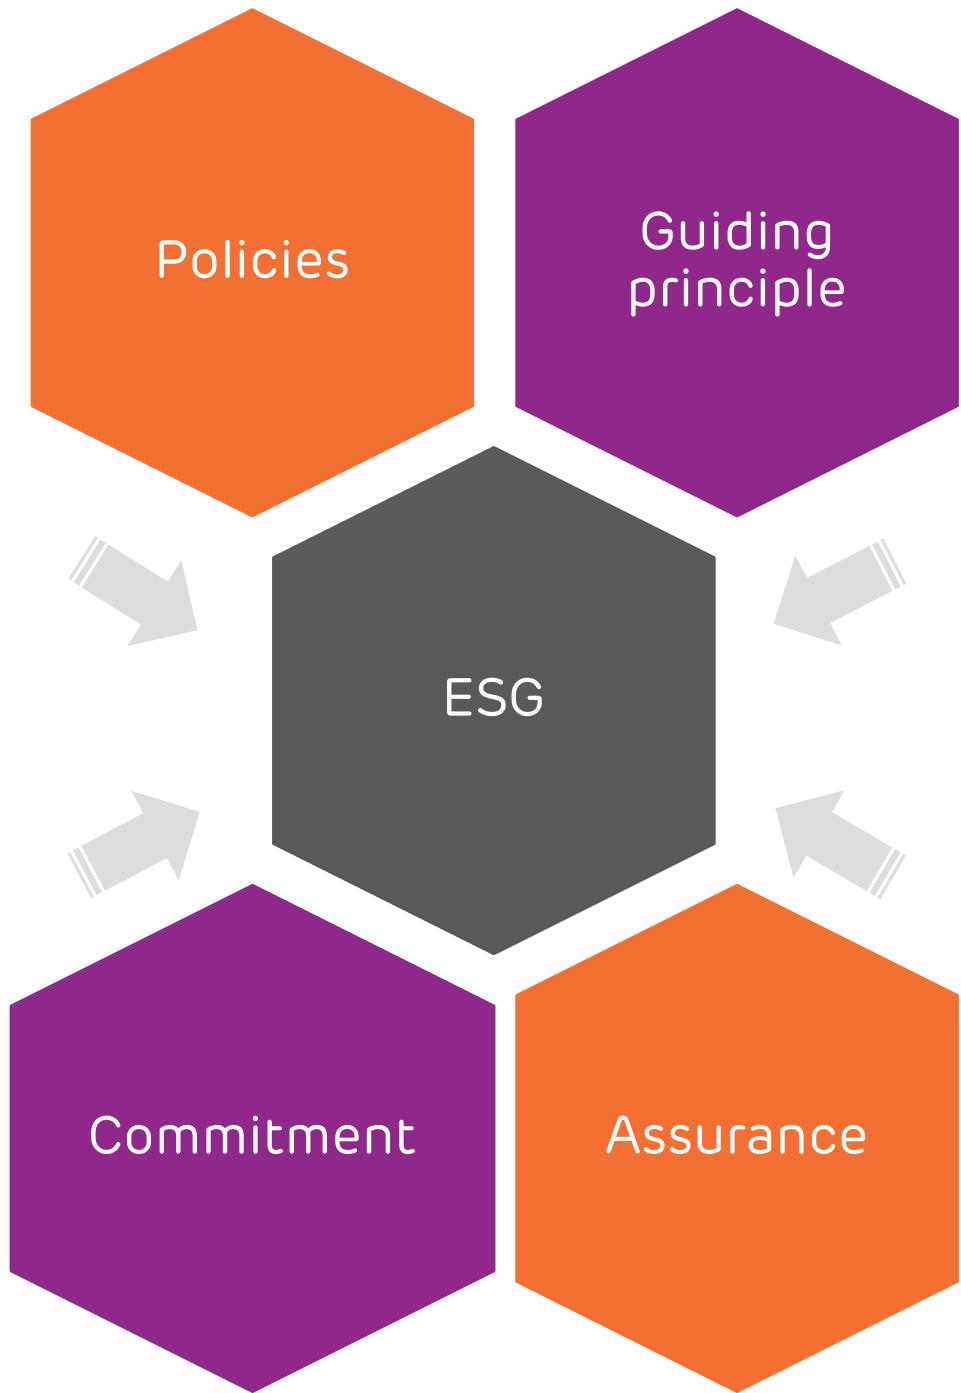 Policies
Guiding
principle
ESG
Commitment
Assurance